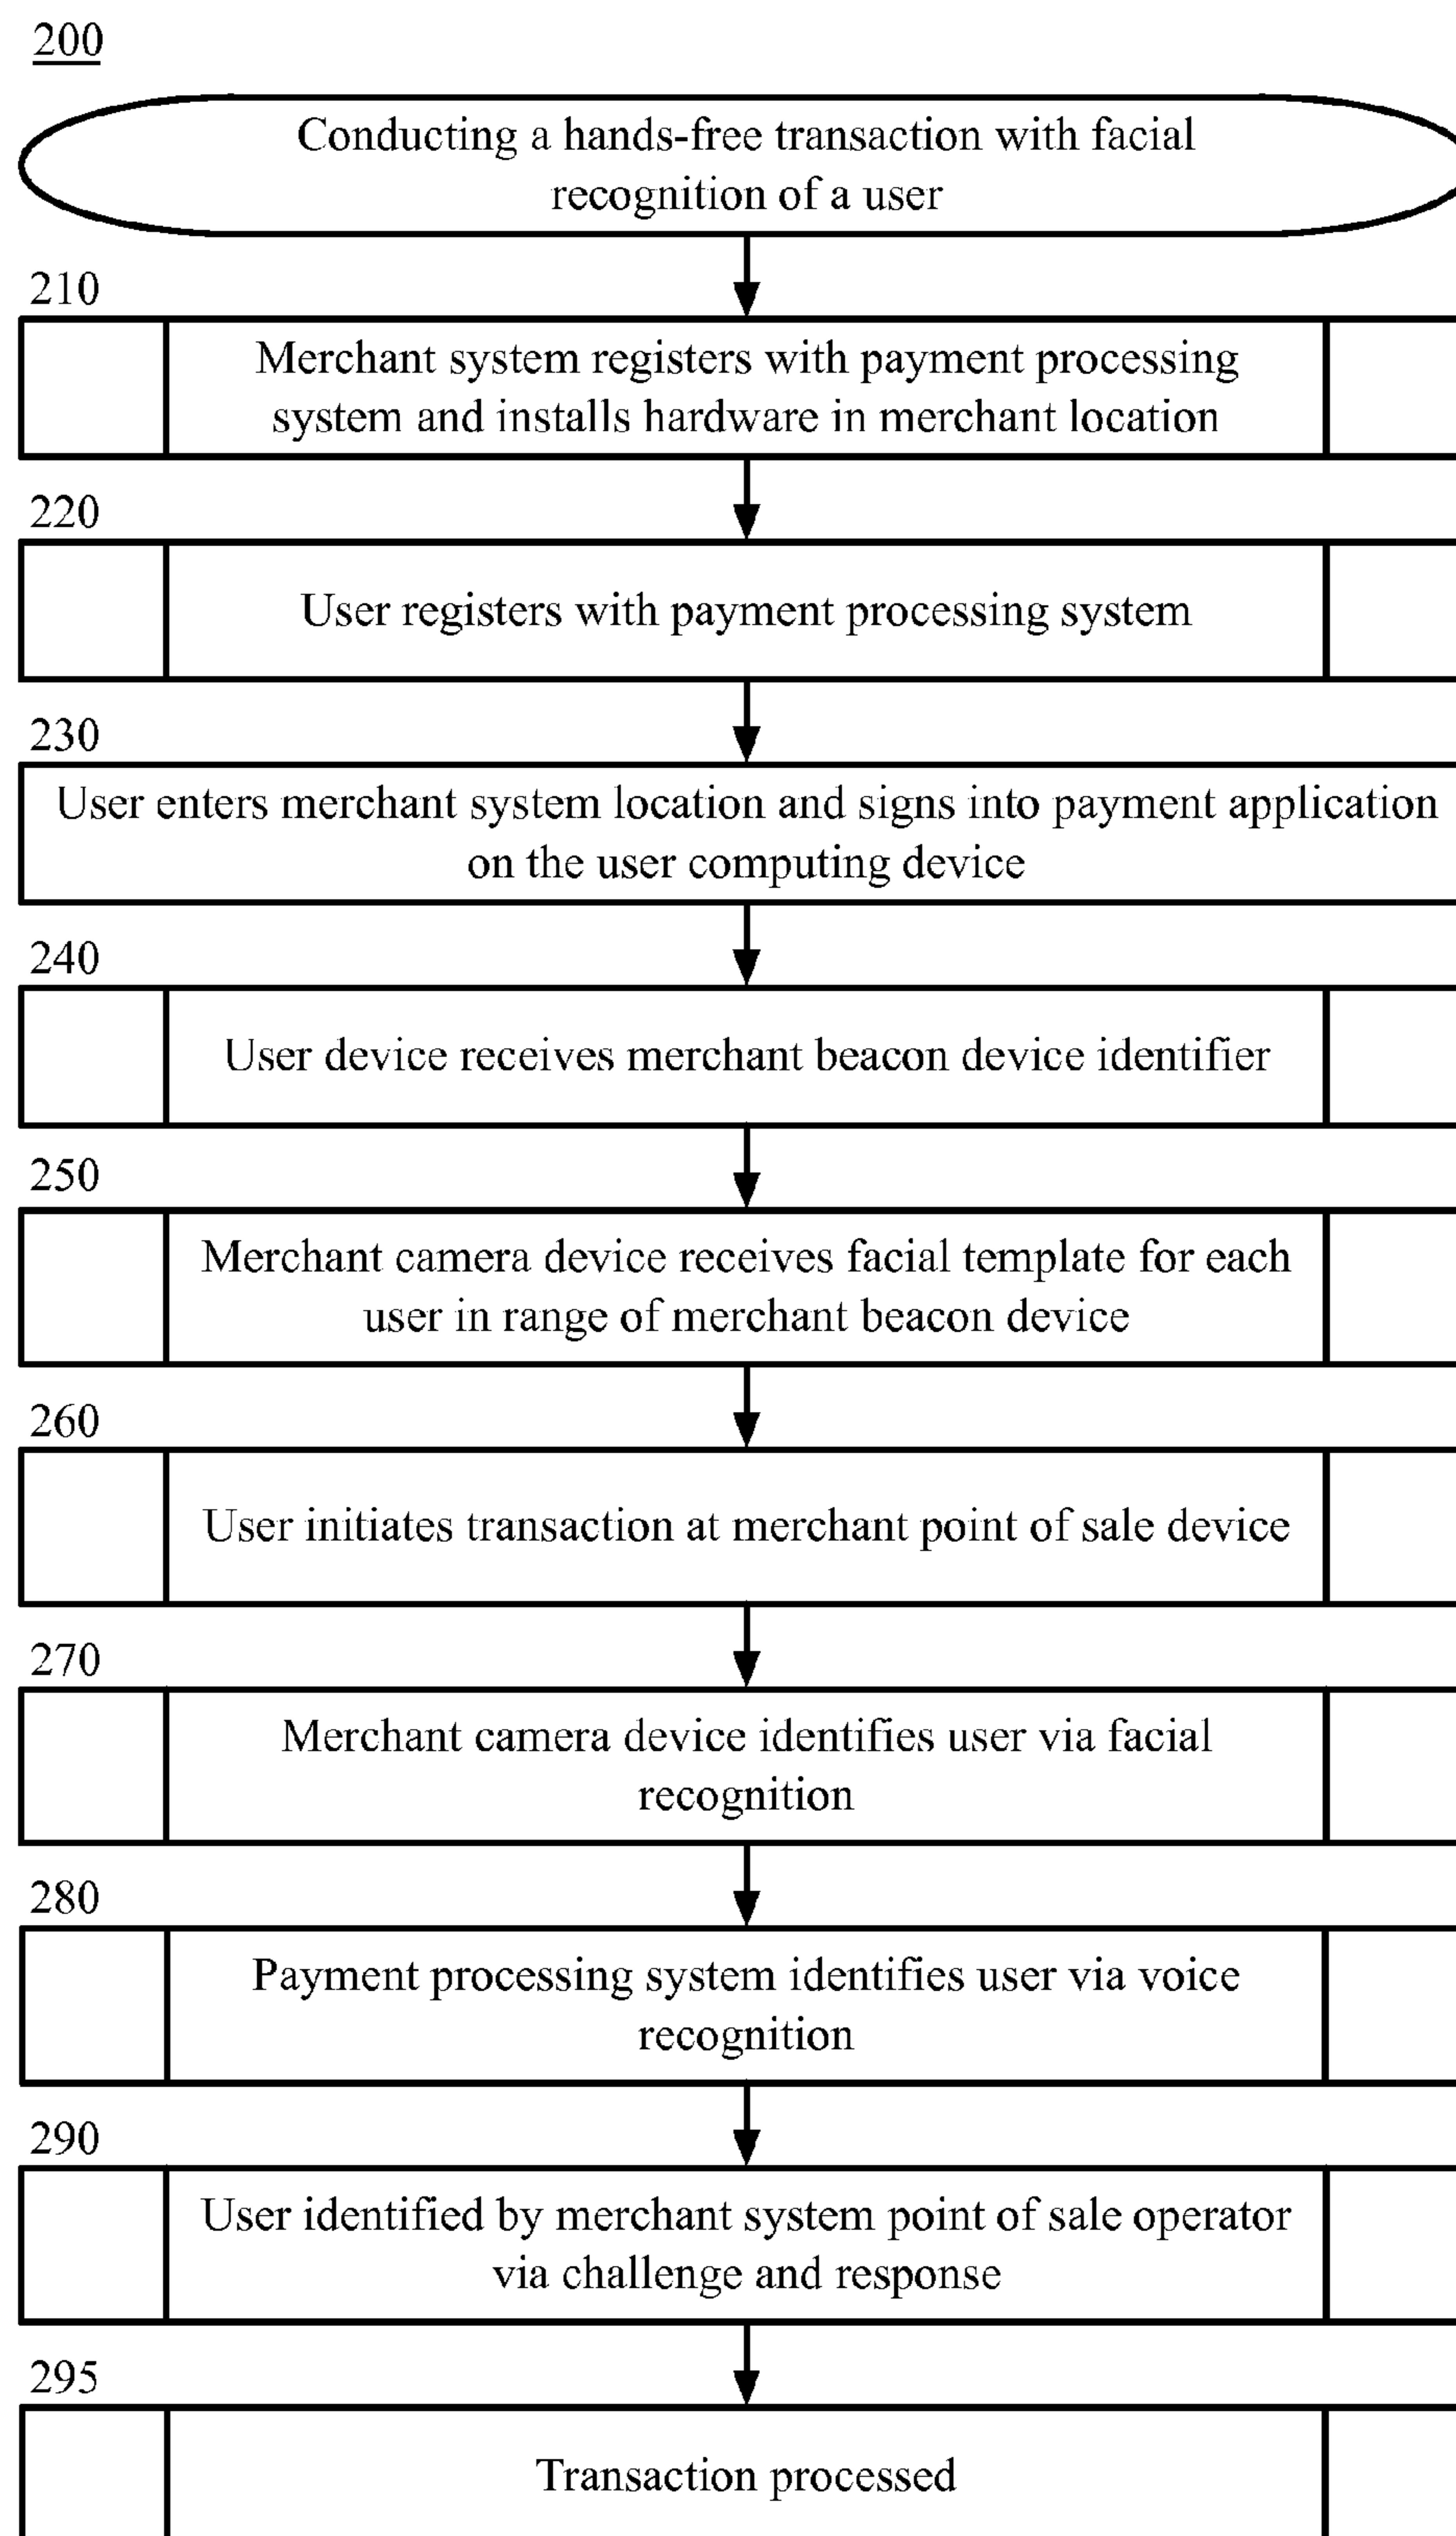 200
Conducting a hands-free transaction with facial
recognition of a user
210
Merchant system registers with payment processing
system and installs hardware in merchant location
220
User registers with payment processing system
230
User enters merchant system location and signs into payment application
on the user computing device
240
User device receives merchant beacon device identifier
250
Merchant camera device receives facial template for each
user in range of merchant beacon device
260
User initiates transaction at merchant point of sale device
270
Merchant camera device identifies user via facial
recognition
280
Payment processing system identifies user via voice
recognition
290
User identified by merchant system point of sale operator
via challenge and response
295
Transaction processed